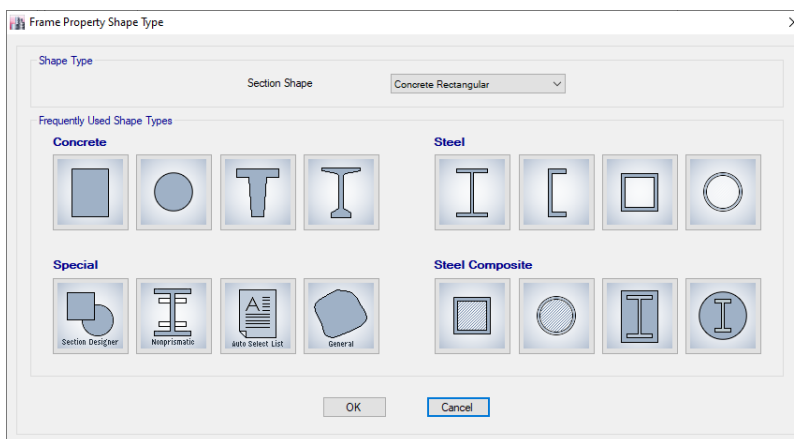 Frame Property Shape Type
Shape Type
Section Shape
Concrete Rectangular
Frequently Used Shape Types
Concrete
Steel
Special
Section Designer
Nonprismatic
A
Auto Select List
General
Steel Composite
OK
Cancel